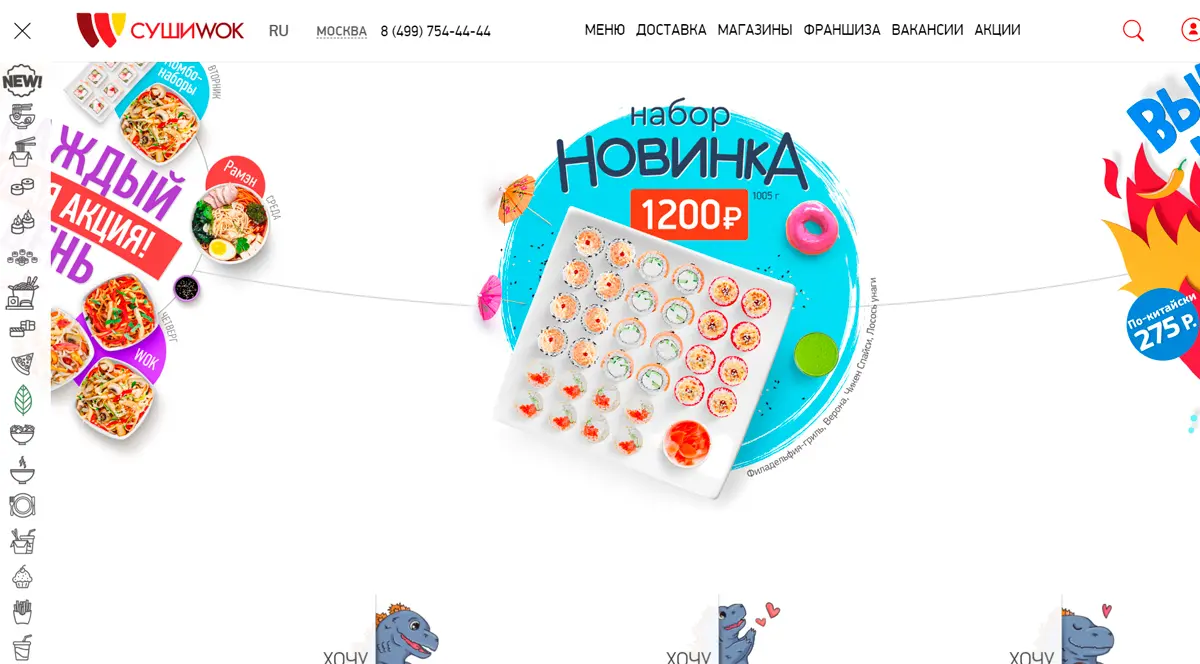 СУШИWOK
RU
МОСКВА
8 (499) 754-44-44
МЕНЮ
ДОСТАВКА
МАГАЗИНЫ
ФРАНШИЗА
ВАКАНСИИ
АКЦИИ
NEW!
наборы
ВТОРНИК
ЖДЫЙ
АКЦИЯ!
НЬ
Рамэн
СРЕДА
ЧЕТВЕРГ
WOK
набор
НОВИНКА
1200₽
1005 г
Филадельфия-гриль, Верона, Чикен Спайси, Лосось унаги
ВЫ
По-китайски
275 Р.
ХОЧУ
ХОЧУ
ХОЧУ